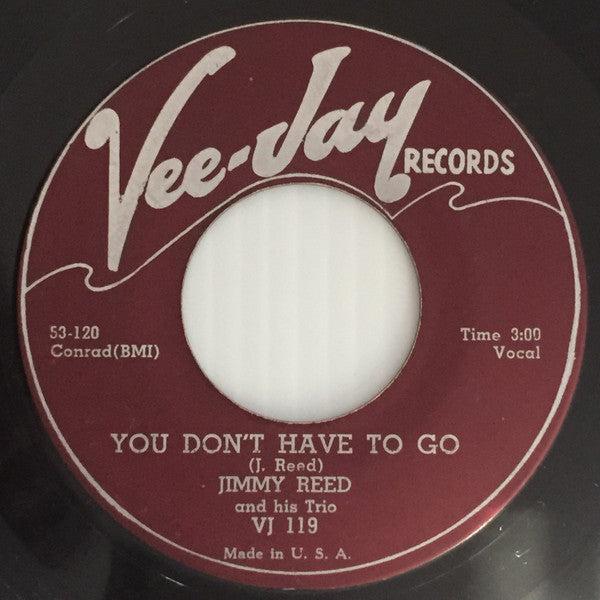 Vee-Jay
RECORDS
53-120
Conrad(BMI)
Time 3:00
Vocal
YOU DON'T HAVE TO GO
(J. Reed)
JIMMY REED
and his Trio
VJ 119
Made in U. S. A.